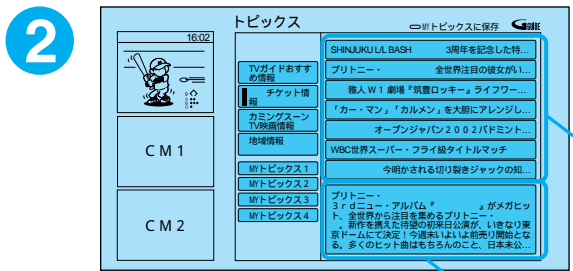 2
トピックス
MYトピックスに保存
GUIDE
16:02
CM1
CM2
TVガイドおすす
め情報
チケット情
報
カミングスーン
TV映画情報
地域情報
MYトピックス1
MYトピックス2
MYトピックス3
MYトピックス4
SHINJUKU L/L BASH 3周年を記念した特...
ブリトニー・ 全世界注目の彼女がい...
雅人W1 劇場『筑豊ロッキー』ライフワー...
「カー・マン」「カルメン」を大胆にアレンジし...
オープンジャパン2002バドミント...
WBC世界スーパー・フライ級タイトルマッチ
今明かされる切り裂きジャックの知...
ブリトニー・
3rdニュー・アルバム『 』がメガヒッ
ト、全世界から注目を集めるブリトニー・
。新作を携えた待望の初来日公演が、いきなり東
京ドームにて決定!今週末いよいよ前売り開始とな
る。多くのヒット曲はもちろんのこと、日本未公...